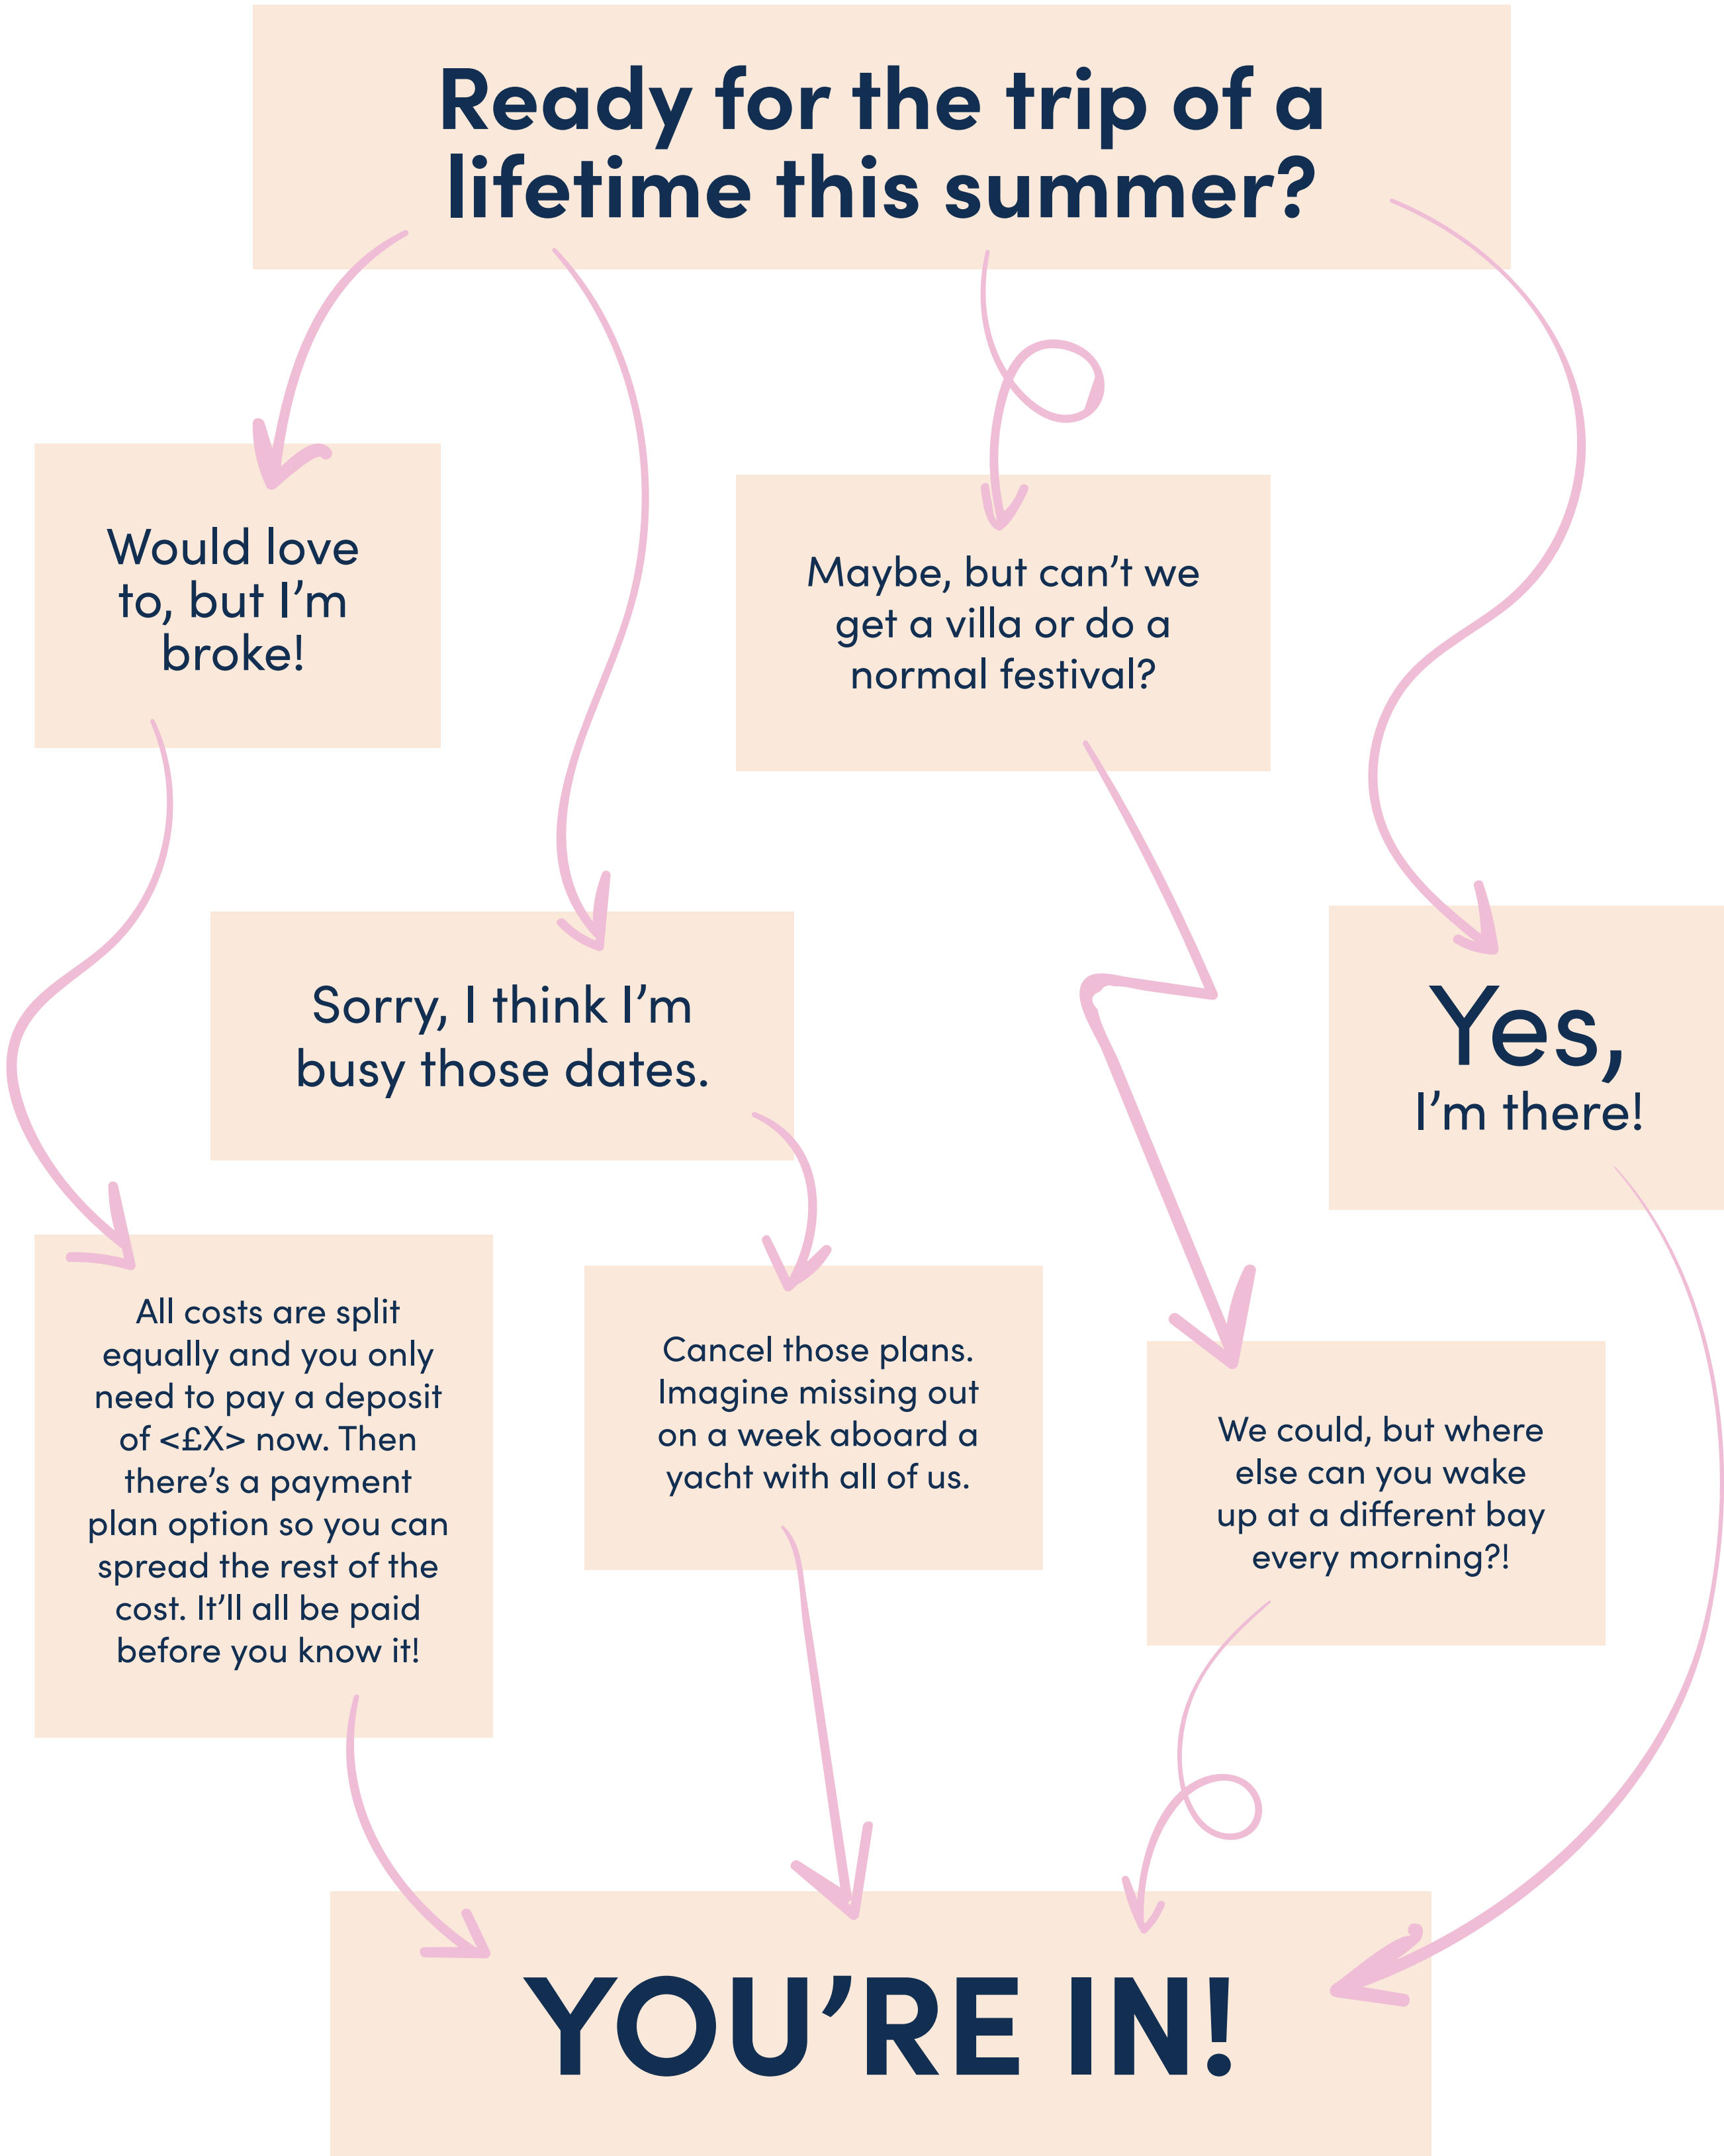 Ready for the trip of a
lifetime this summer?
Would love
to, but I’m
broke!
Maybe, but can’t we
get a villa or do a
normal festival?
Sorry, I think I’m
busy those dates.
Yes,
I’m there!
All costs are split
equally and you only
need to pay a deposit
of <£X> now. Then
there’s a payment
plan option so you can
spread the rest of the
cost. It’ll all be paid
before you know it!
Cancel those plans.
Imagine missing out
on a week aboard a
yacht with all of us.
We could, but where
else can you wake
up at a different bay
every morning?!
YOU’RE IN!